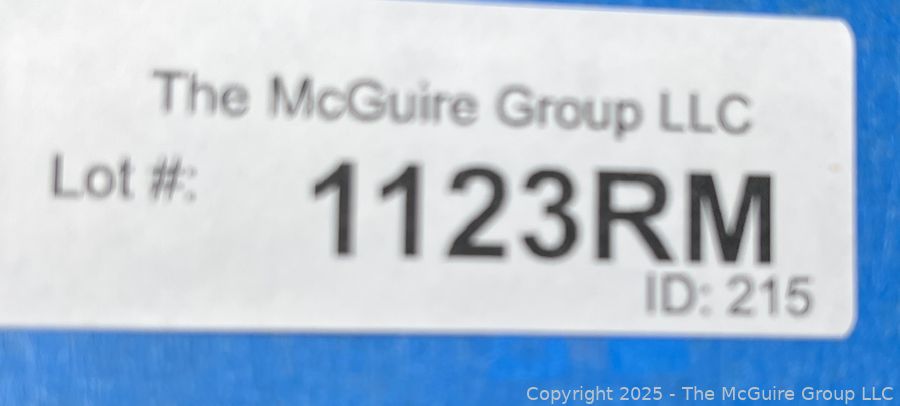 The McGuire Group LLC
Lot #: 1123RM
ID: 215
Copyright 2025 - The McGuire Group LLC